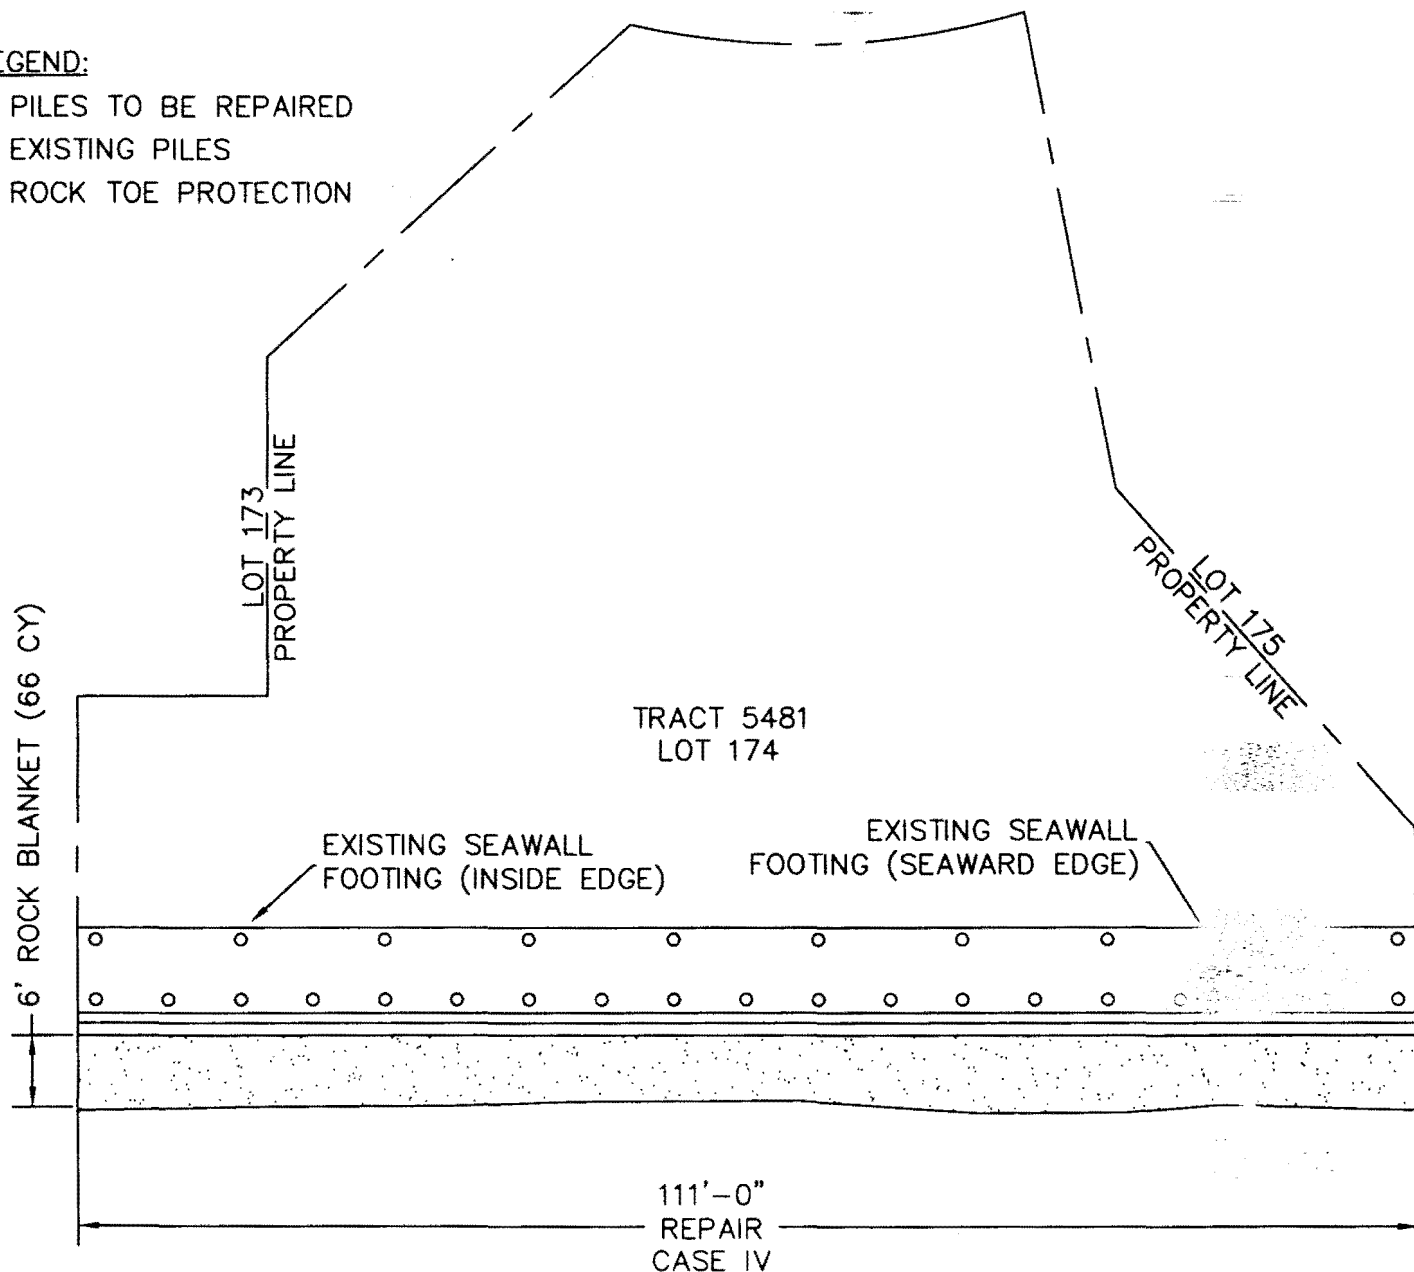 EGEND:
PILES TO BE REPAIRED
EXISTING PILES
ROCK TOE PROTECTION
LOT 173
PROPERTY LINE
LOT 175
PROPERTY LINE
6' ROCK BLANKET (66 CY)
TRACT 5481
LOT 174
EXISTING SEAWALL
FOOTING (INSIDE EDGE)
EXISTING SEAWALL
FOOTING (SEAWARD EDGE)
111'-0"
REPAIR
CASE IV